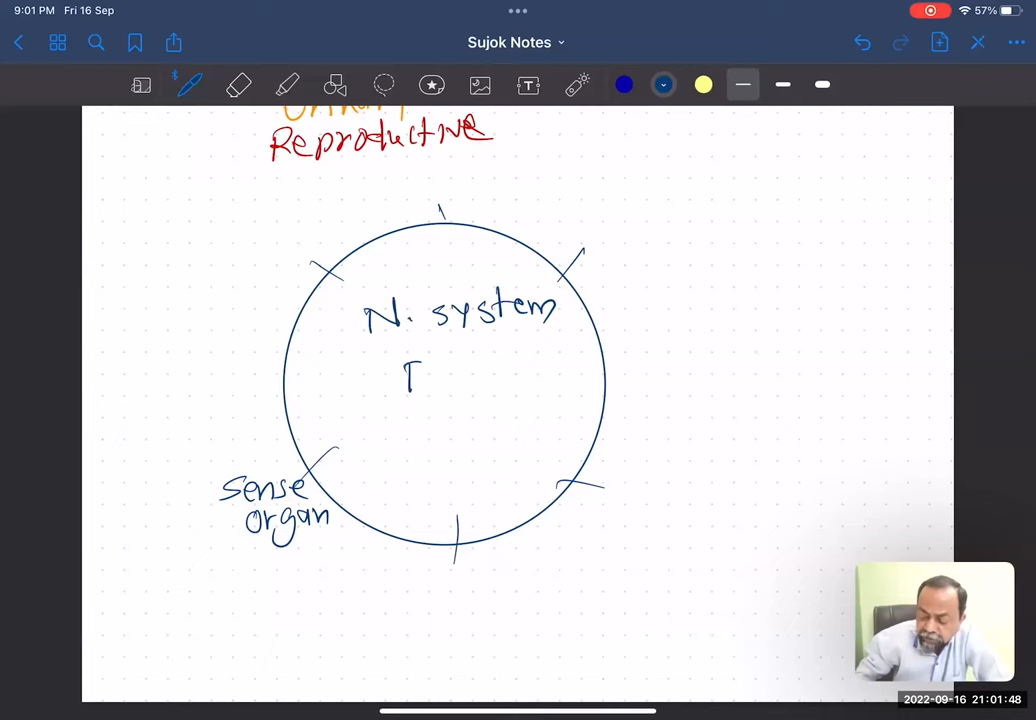 9:01 PM Fri 16 Sep
57%
Sujok Notes
T
Reproductive
N. system
Sense
organ
2022-09-16 21:01:48